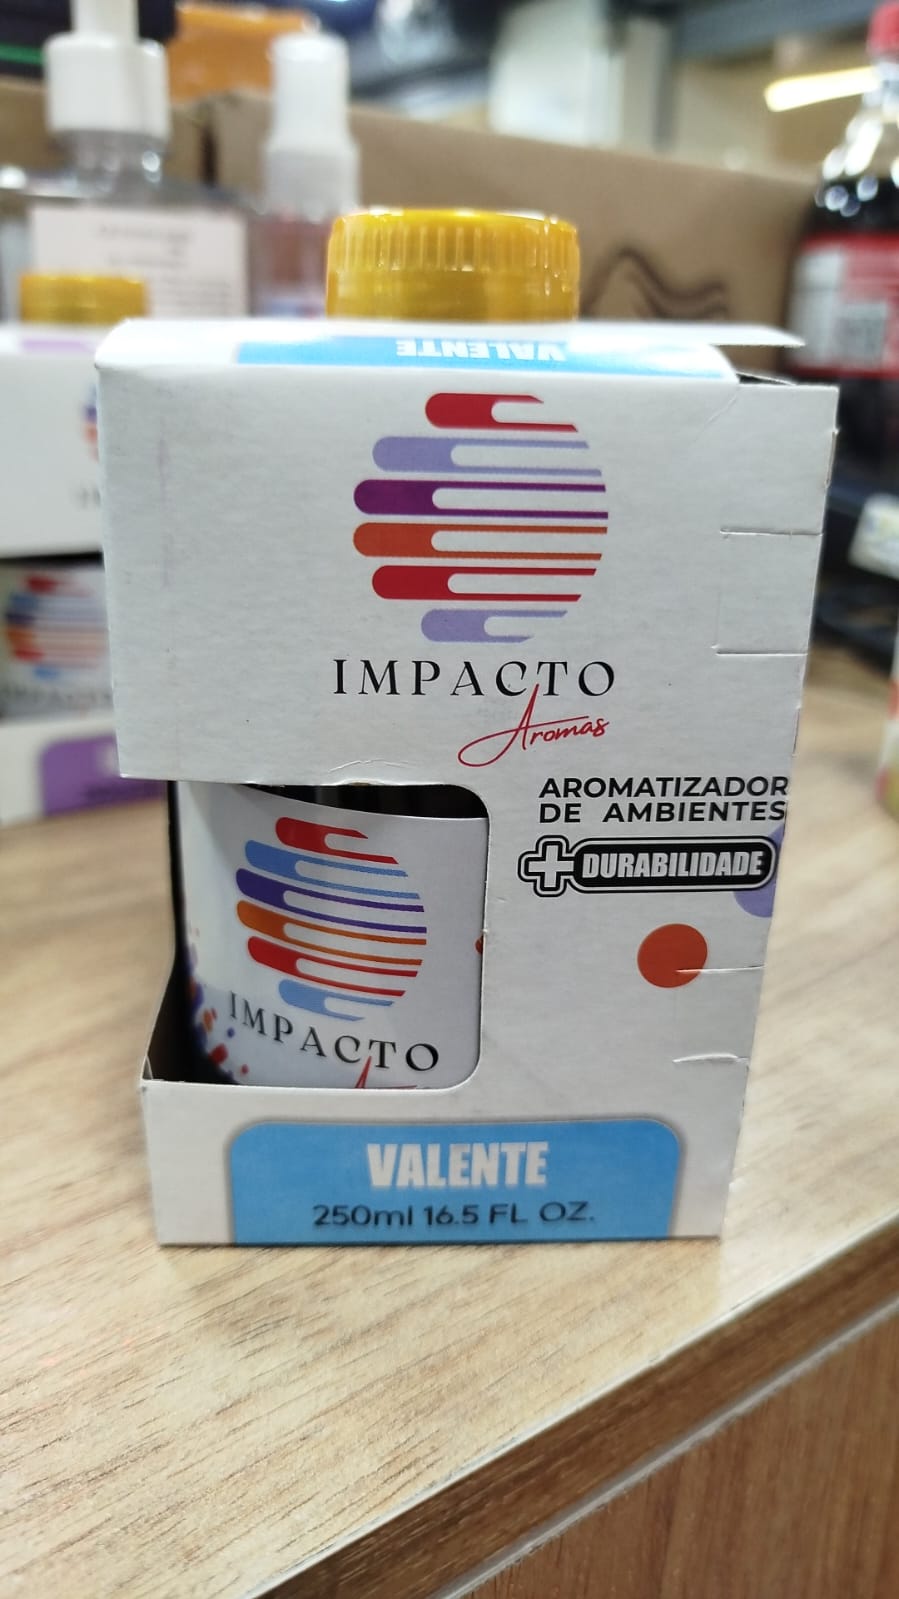 VALENTE
IMPACTO
Aromas
AROMATIZADOR
DE AMBIENTES
+ DURABILIDADE
IMPACTO
VALENTE
250ml 16.5 FL OZ.